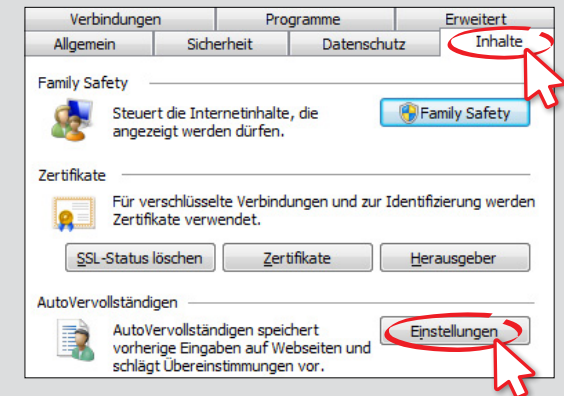 Verbindungen Programme Erweitert
Allgemein Sicherheit Datenschutz Inhalte
Family Safety
Steuert die Internetinhalte, die
angezeigt werden dürfen.
Family Safety
Zertifikate
Für verschlüsselte Verbindungen und zur Identifizierung werden
Zertifikate verwendet.
SSL-Status löschen Zertifikate Herausgeber
AutoVervollständigen
AutoVervollständigen speichert
vorherige Eingaben auf Webseiten und
schlägt Übereinstimmungen vor.
Einstellungen